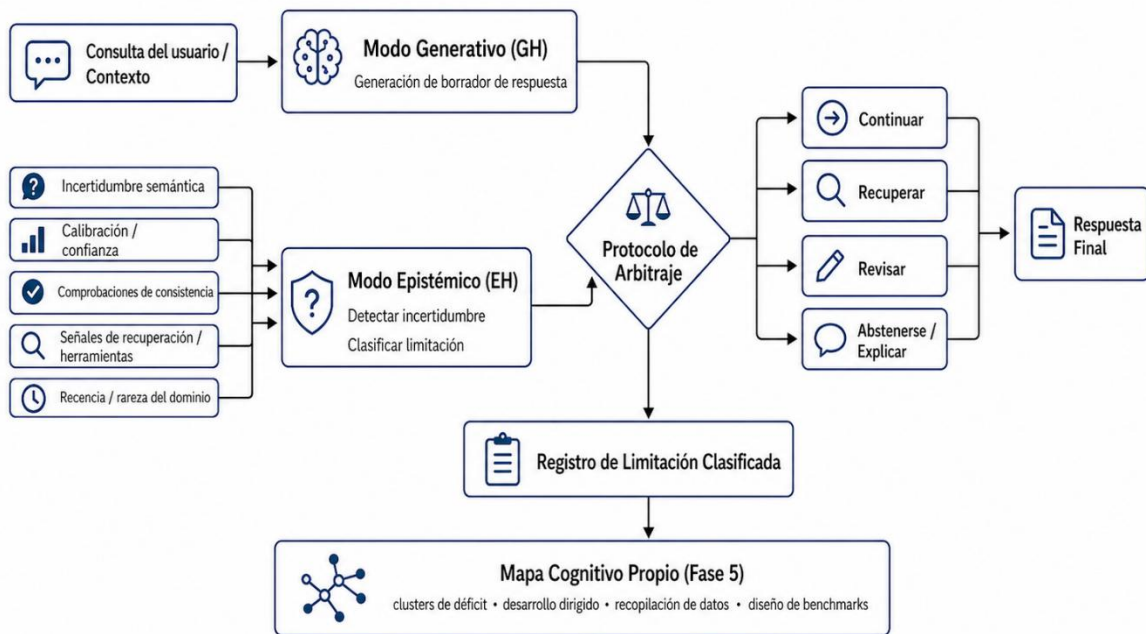 Consulta del usuario /
Contexto
Modo Generativo (GH)
Generación de borrador de respuesta
Incertidumbre semántica
Calibración /
confianza
Comprobaciones de consistencia
Señales de recuperación /
herramientas
Recencia / rareza del dominio
Modo Epistémico (EH)
Detectar incertidumbre
Clasificar limitación
Protocolo de
Arbitraje
Continuar
Recuperar
Revisar
Abstenerse /
Explicar
Respuesta
Final
Registro de Limitación Clasificada
Mapa Cognitivo Propio (Fase 5)
clusters de déficit • desarrollo dirigido • recopilación de datos • diseño de benchmarks